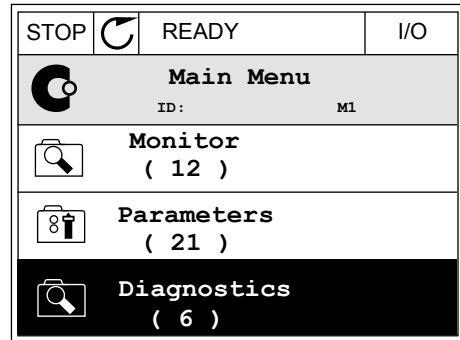 STOP READY I/O
Main Menu
ID: M1
Monitor
( 12 )
Parameters
( 21 )
Diagnostics
( 6 )